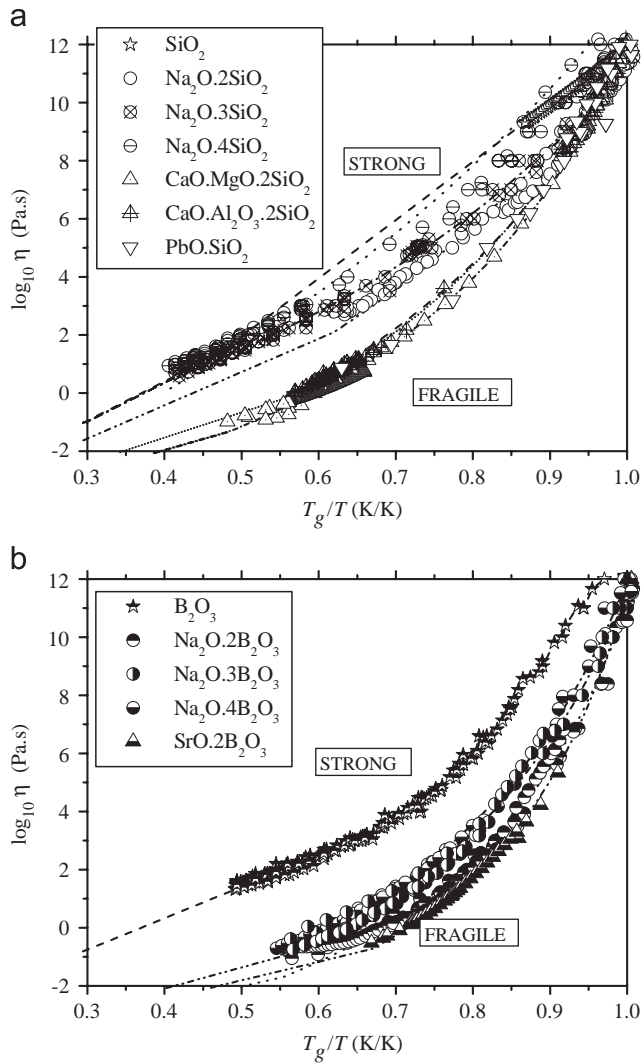 a
SiO₂
Na₂O.2SiO₂
Na₂O.3SiO₂
Na₂O.4SiO₂
CaO.MgO.2SiO₂
CaO.Al₂O₃.2SiO₂
PbO.SiO₂
STRONG
FRAGILE
log₁₀ η (Pa.s)
12
10
8
6
4
2
0
-2
0.3 0.4 0.5 0.6 0.7 0.8 0.9 1.0
T_g/T (K/K)
b
B₂O₃
Na₂O.2B₂O₃
Na₂O.3B₂O₃
Na₂O.4B₂O₃
SrO.2B₂O₃
STRONG
FRAGILE
log₁₀ η (Pa.s)
12
10
8
6
4
2
0
-2
0.3 0.4 0.5 0.6 0.7 0.8 0.9 1.0
T_g/T (K/K)